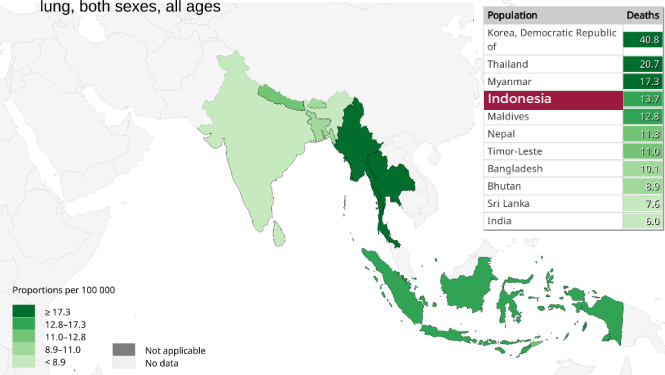 lung, both sexes, all ages
Population Deaths
Korea, Democratic Republic
of 40.8
Thailand 20.7
Myanmar 17.3
Indonesia 13.7
Maldives 12.8
Nepal 11.3
Timor-Leste 11.0
Bangladesh 10.1
Bhutan 8.9
Sri Lanka 7.6
India 6.0
Proportions per 100 000
≥ 17.3
12.8–17.3
11.0–12.8
8.9–11.0
< 8.9
Not applicable
No data